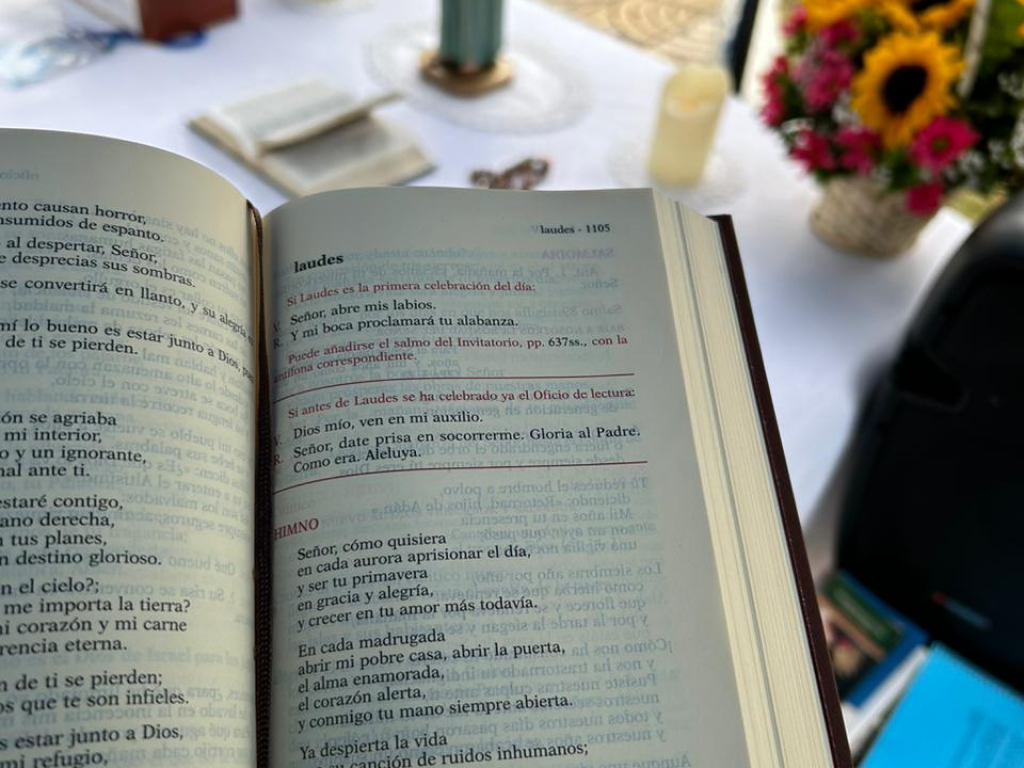 nto causan horror,
nsumidos de espanto.
al despertar, Señor,
e desprecias sus sombras.
se convertirá en llanto, y su alegría
mí lo bueno es estar junto a Dios,
de ti se pierden.
ón se agriaba
mi interior,
o y un ignorante,
nal ante ti.
estaré contigo,
ano derecha,
n tus planes,
n destino glorioso.
n el cielo?;
me importa la tierra?
i corazón y mi carne
rencia eterna.
n de ti se pierden;
os que te son infieles.
s estar junto a Dios,
mi refugio,
laudes - 1105
laudes
Si Laudes es la primera celebración del día:
V. Señor, abre mis labios.
R. Y mi boca proclamará tu alabanza.
Puede añadirse el salmo del Invitatorio, pp. 637ss., con la
antífona correspondiente.
Si antes de Laudes se ha celebrado ya el Oficio de lectura:
V. Dios mío, ven en mi auxilio.
R. Señor, date prisa en socorrerme. Gloria al Padre.
Como era. Aleluya.
HIMNO
Señor, cómo quisiera
en cada aurora aprisionar el día,
y ser tu primavera
en gracia y alegría,
y crecer en tu amor más todavía.
En cada madrugada
abrir mi pobre casa, abrir la puerta,
el alma enamorada,
el corazón alerta,
y conmigo tu mano siempre abierta.
Ya despierta la vida
su canción de ruidos inhumanos;